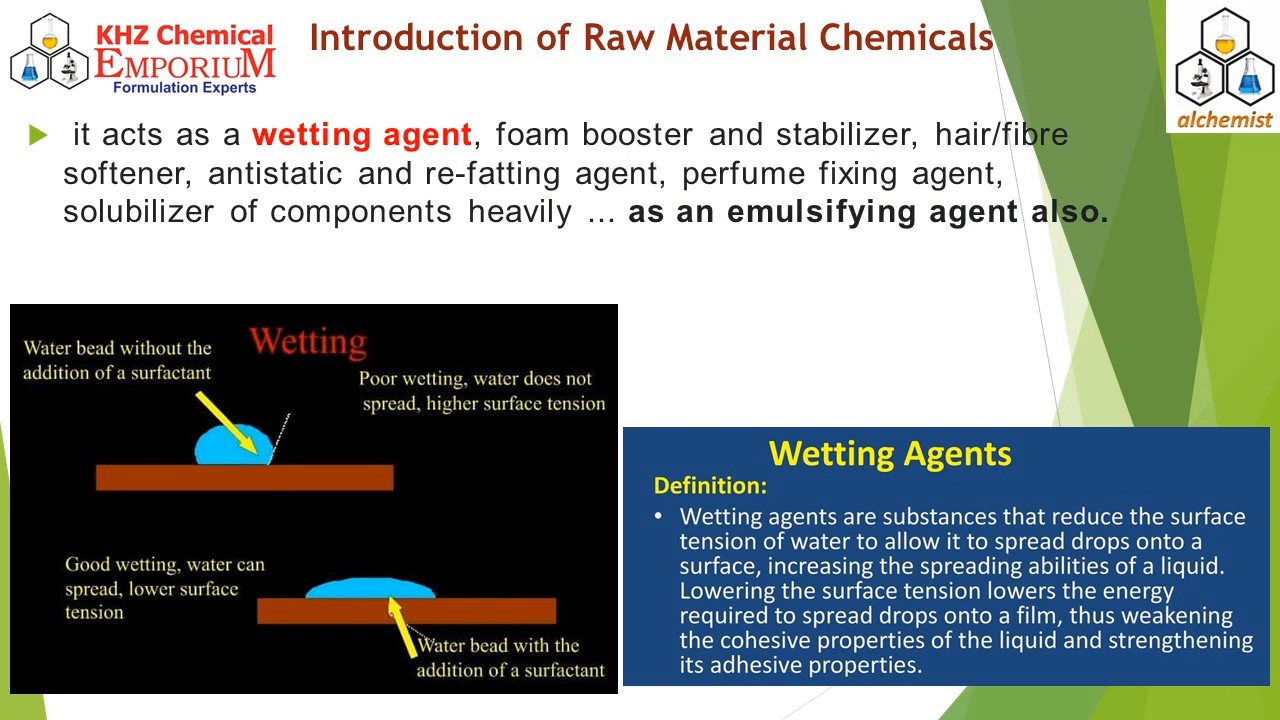 KHZ Chemical
EMPORIUM
Formulation Experts
Introduction of Raw Material Chemicals
alchemist
it acts as a wetting agent, foam booster and stabilizer, hair/fibre
softener, antistatic and re-fatting agent, perfume fixing agent,
solubilizer of components heavily ... as an emulsifying agent also.
Wetting
Water bead without the
addition of a surfactant
Poor wetting, water does not
spread, higher surface tension
Good wetting, water can
spread, lower surface
tension
Water bead with the
addition of a surfactant
Wetting Agents
Definition:
• Wetting agents are substances that reduce the surface
tension of water to allow it to spread drops onto a
surface, increasing the spreading abilities of a liquid.
Lowering the surface tension lowers the energy
required to spread drops onto a film, thus weakening
the cohesive properties of the liquid and strengthening
its adhesive properties.